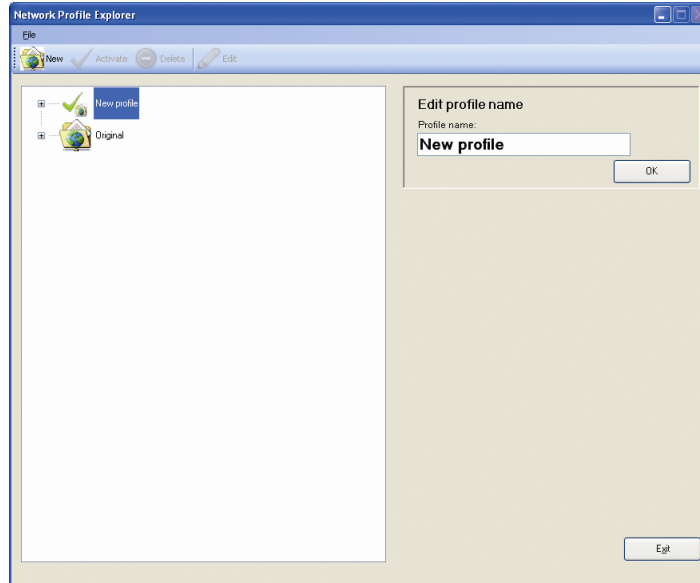 Network Profile Explorer
File
New Activate Delete Edit
New profile
Original
Edit profile name
Profile name:
New profile
OK
Exit